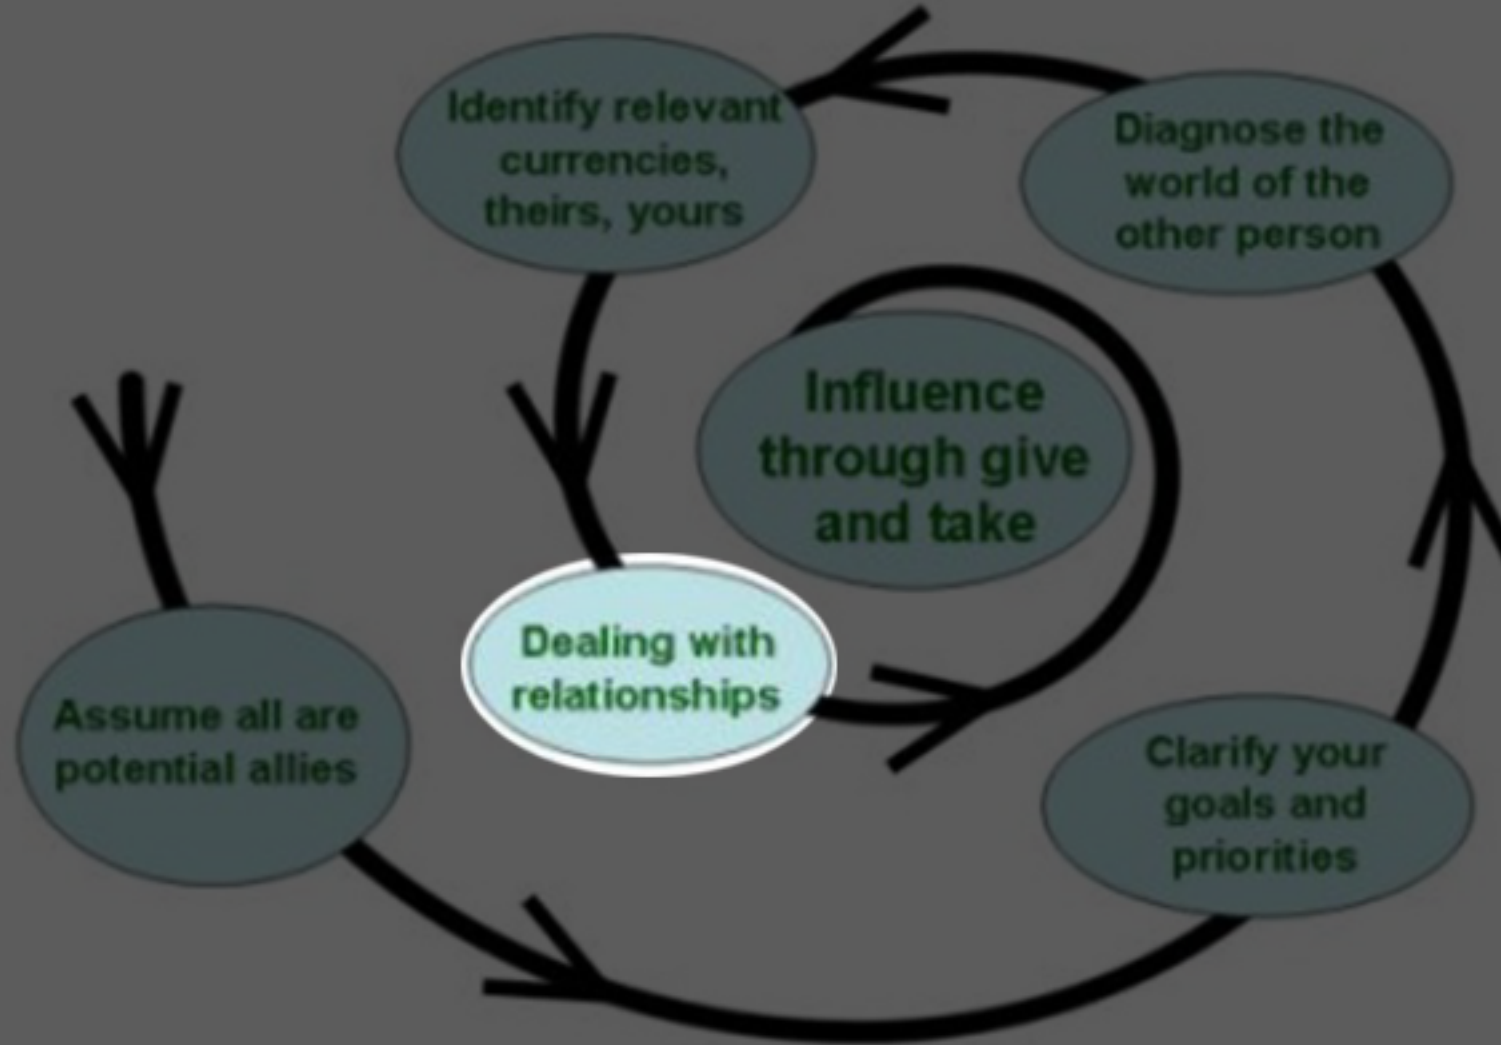 Identify relevant
currencies,
theirs, yours
Diagnose the
world of the
other person
Influence
through give
and take
Dealing with
relationships
Assume all are
potential allies
Clarify your
goals and
priorities